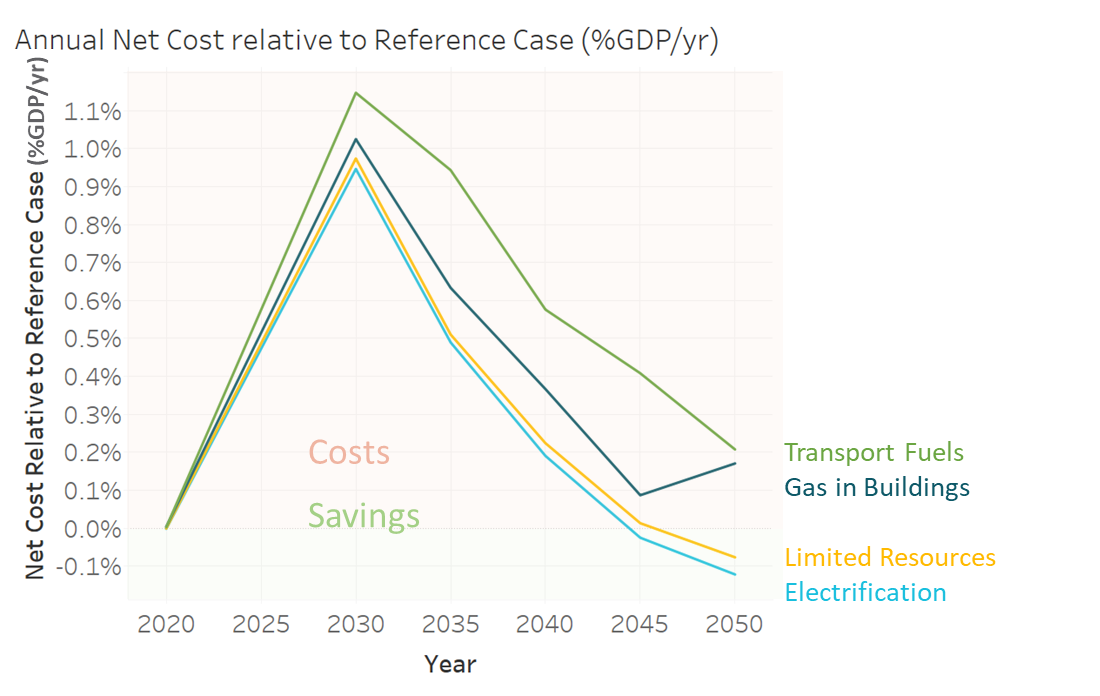 Annual Net Cost relative to Reference Case (%GDP/yr)
Net Cost Relative to Reference Case (%GDP/yr)
1.1%
1.0%
0.9%
0.8%
0.7%
0.6%
0.5%
0.4%
0.3%
0.2%
0.1%
0.0%
-0.1%
Costs
Savings
Transport Fuels
Gas in Buildings
Limited Resources
Electrification
2020 2025 2030 2035 2040 2045 2050
Year